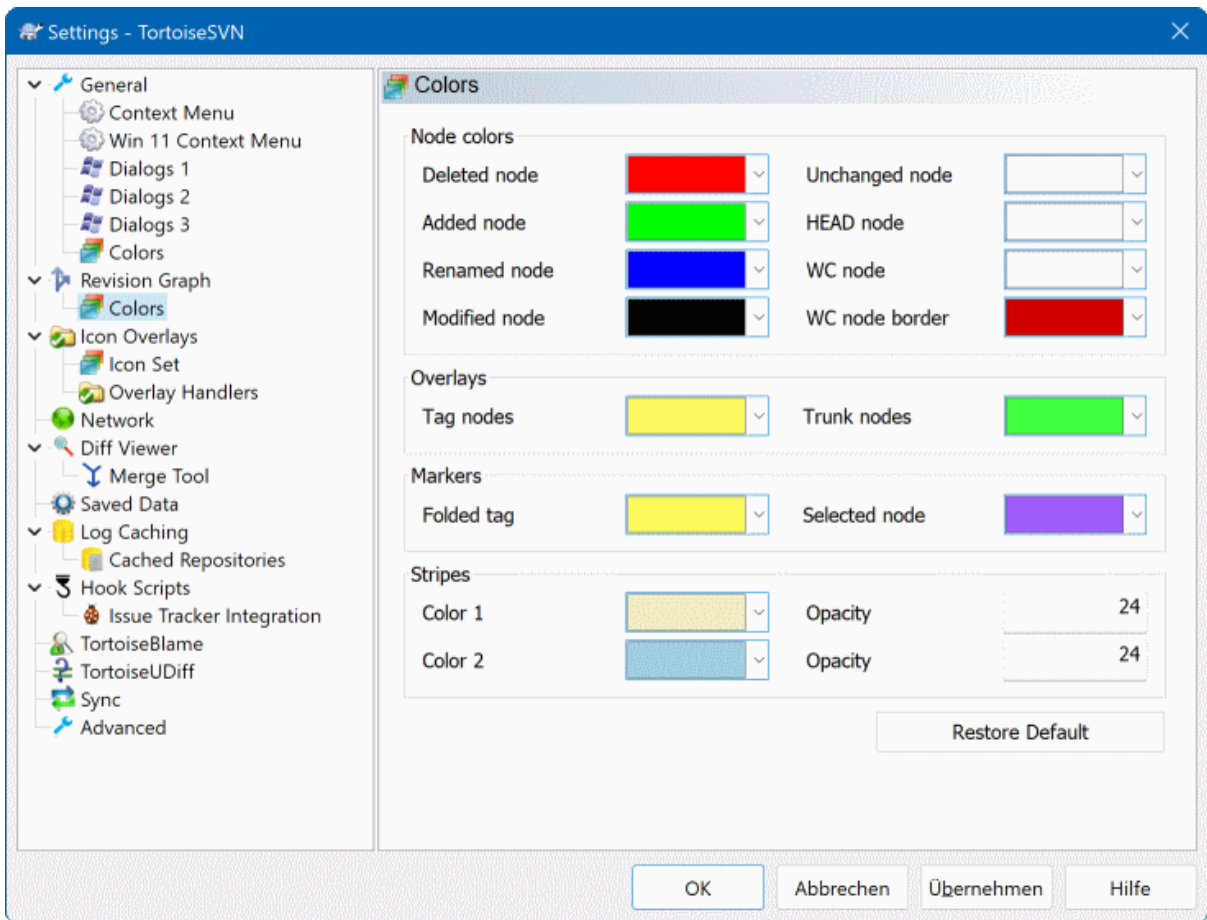 Settings - TortoiseSVN
General
Context Menu
Win 11 Context Menu
Dialogs 1
Dialogs 2
Dialogs 3
Colors
Revision Graph
Colors
Icon Overlays
Icon Set
Overlay Handlers
Network
Diff Viewer
Merge Tool
Saved Data
Log Caching
Cached Repositories
Hook Scripts
Issue Tracker Integration
TortoiseBlame
TortoiseUDiff
Sync
Advanced
Colors
Node colors
Deleted node
Unchanged node
Added node
HEAD node
Renamed node
WC node
Modified node
WC node border
Overlays
Tag nodes
Trunk nodes
Markers
Folded tag
Selected node
Stripes
Color 1
Opacity
24
Color 2
Opacity
24
Restore Default
OK
Abbrechen
Übernehmen
Hilfe